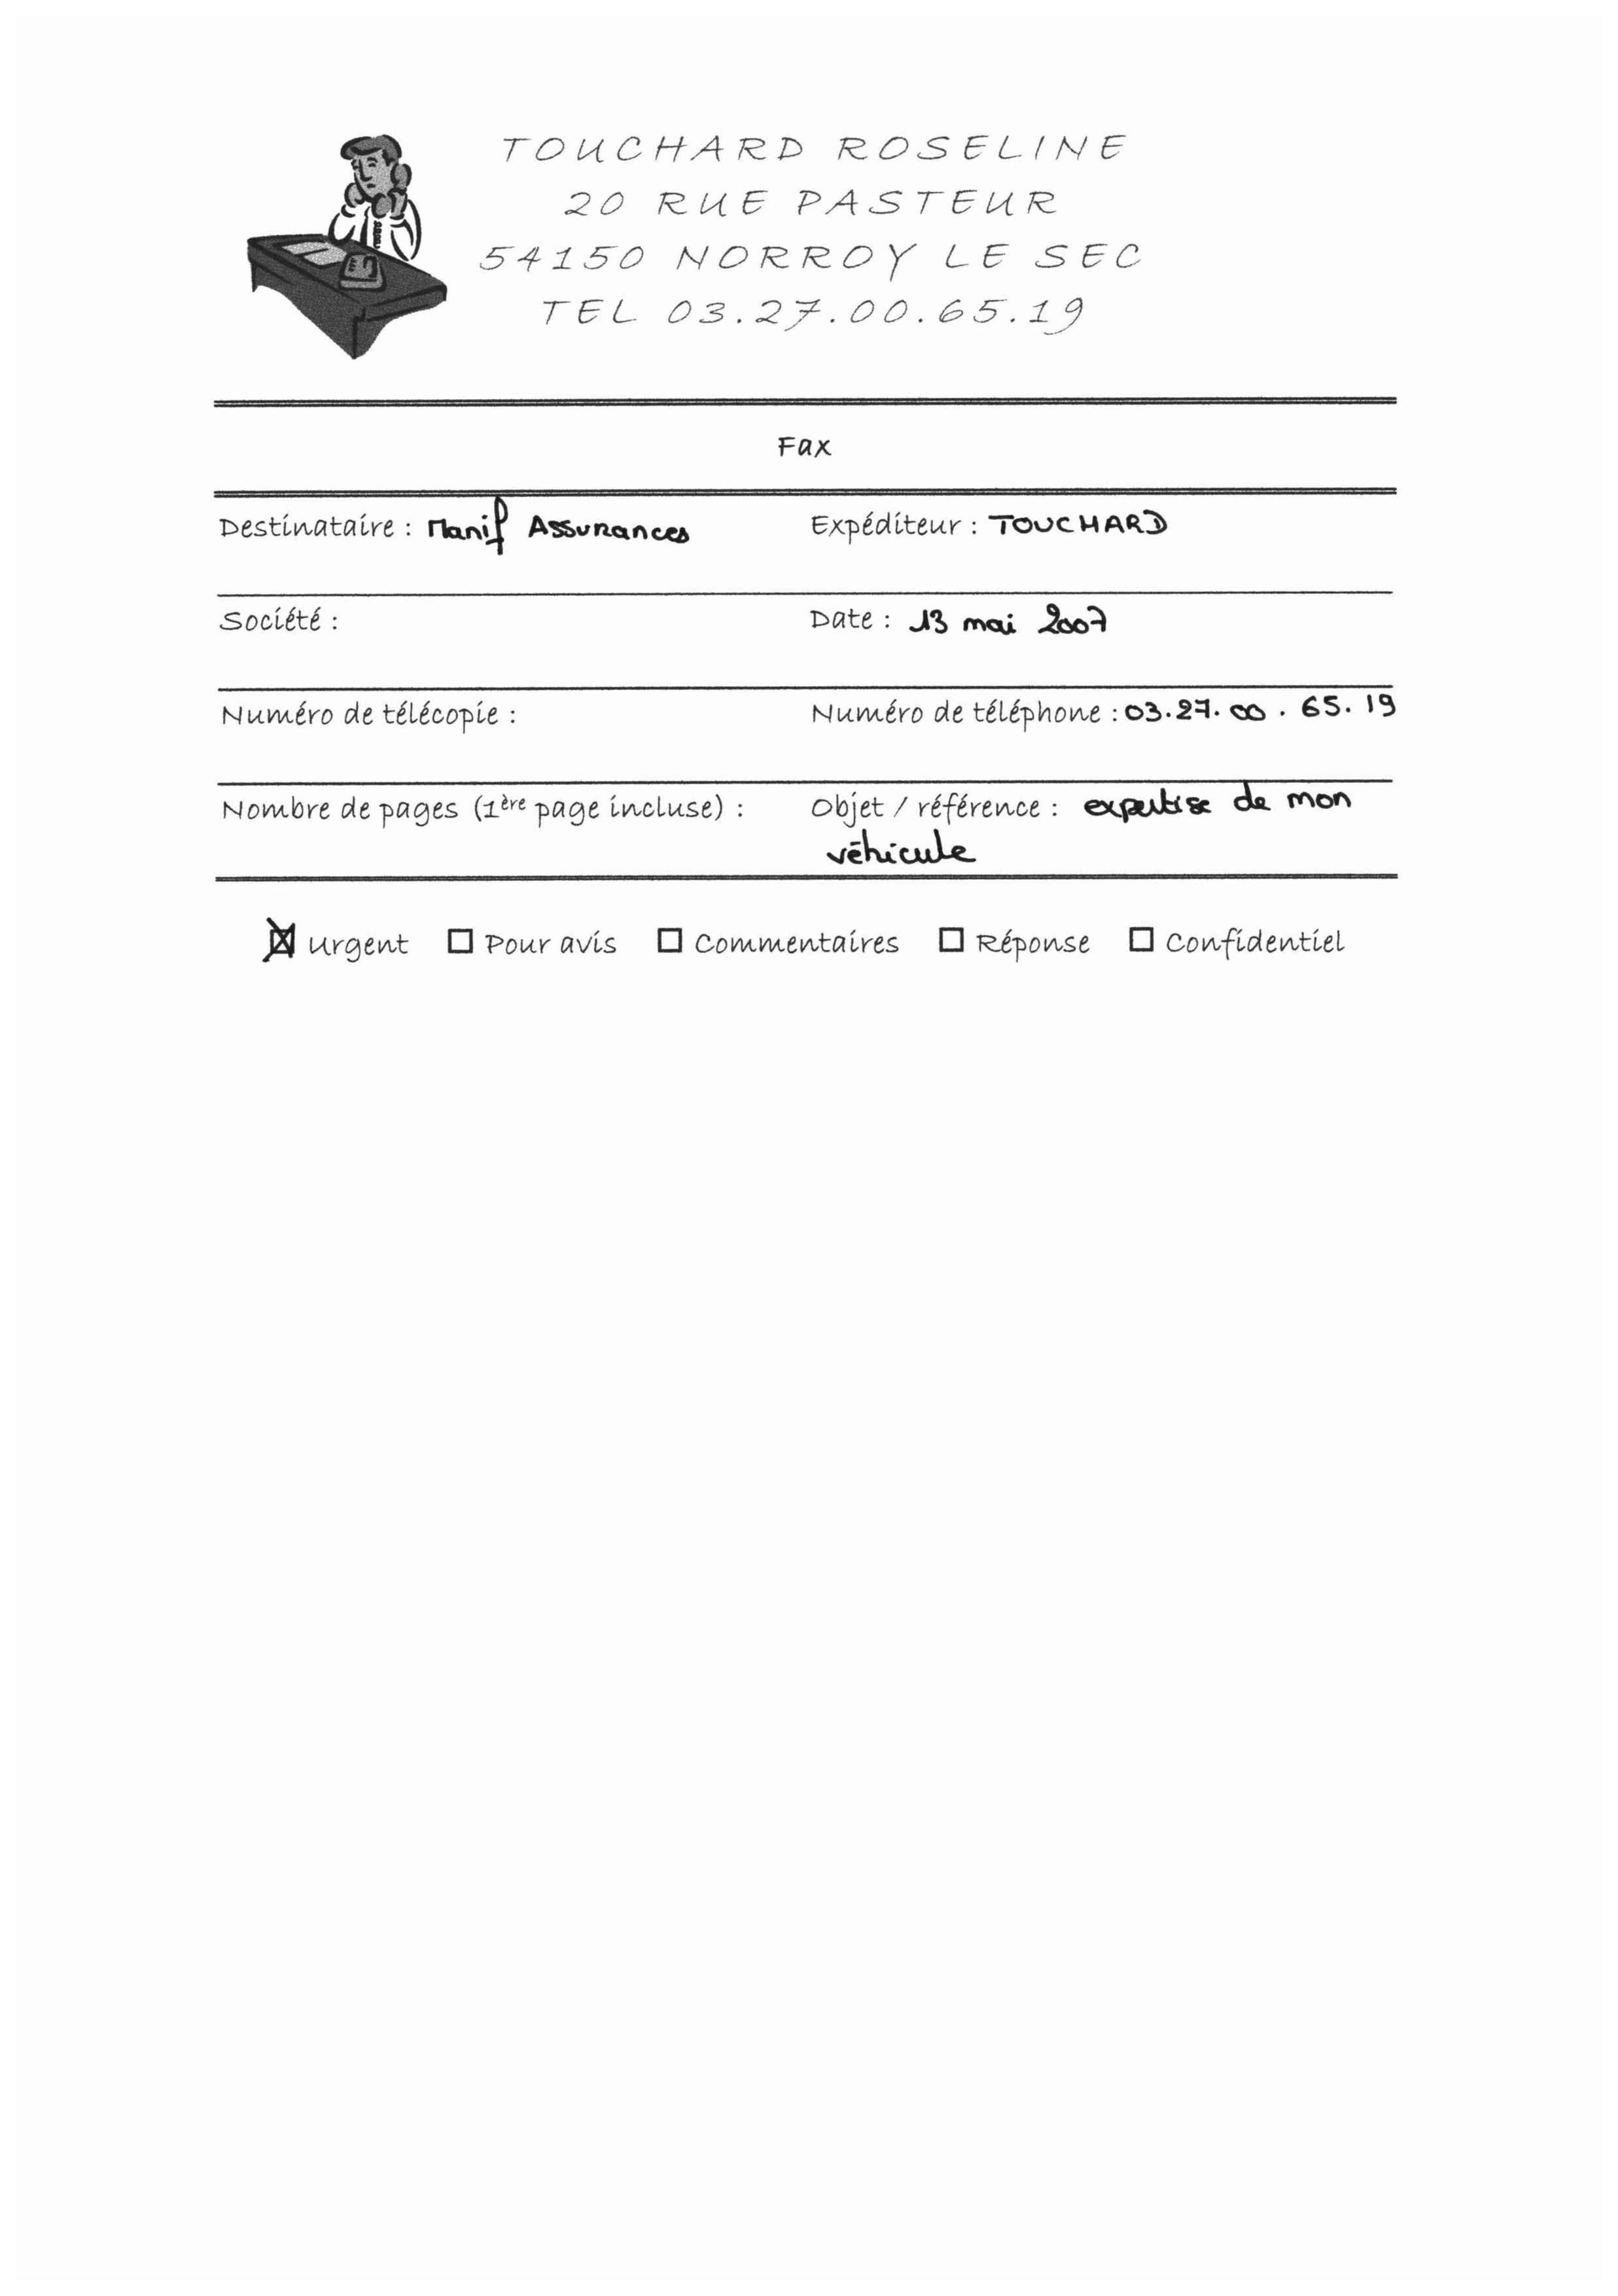 TOUCHARD ROSELINE
20 RUE PASTEUR
54150 NORROY LE SEC
TEL 03.27.00.65.19
Fax
Destinataire : Manif Assurances Expéditeur : TOUCHARD
Société : Date : 13 mai 2007
Numéro de télécopie : Numéro de téléphone : 03.27.00.65.19
Nombre de pages (1ère page incluse) : Objet / référence : expertise de mon
véhicule
☒ Urgent ☐ Pour avis ☐ Commentaires ☐ Réponse ☐ Confidentiel